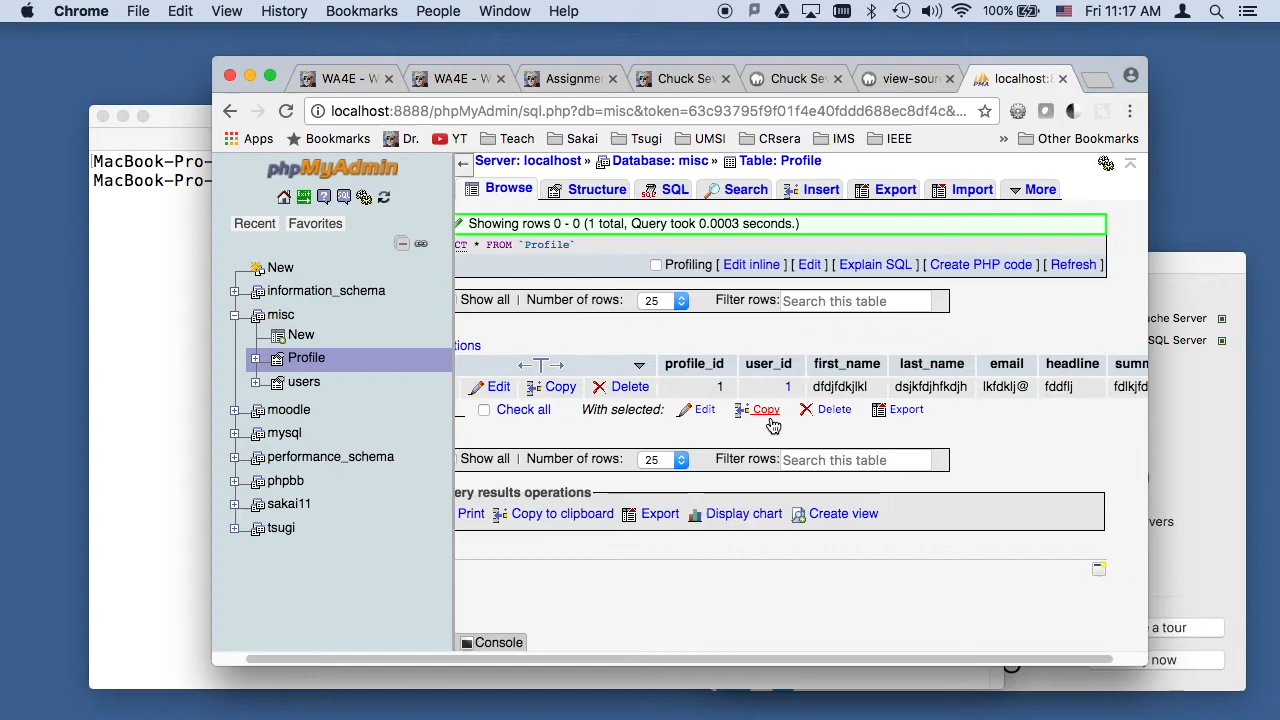 Chrome File Edit View History Bookmarks People Window Help 100% Fri 11:17 AM
WA4E - W WA4E - W Assignme Chuck Se Chuck Se view-sour localhost:8
localhost:8888/phpMyAdmin/sql.php?db=misc&token=63c93795f9f01f4e40fddd688ec8df4c&...
Apps Bookmarks Dr. YT Teach Sakai Tsugi UMSI CRsera IMS IEEE » Other Bookmarks
MacBook-Pro-
MacBook-Pro-
phpMyAdmin
Recent Favorites
New
information_schema
misc
New
Profile
users
moodle
mysql
performance_schema
phpbb
sakai11
tsugi
Server: localhost » Database: misc » Table: Profile
Browse Structure SQL Search Insert Export Import More
Showing rows 0 - 0 (1 total, Query took 0.0003 seconds.)
CT * FROM `Profile`
Profiling [ Edit inline ] [ Edit ] [ Explain SQL ] [ Create PHP code ] [ Refresh ]
Show all | Number of rows: 25 Filter rows: Search this table
tions
profile_id user_id first_name last_name email headline summ
Edit Copy Delete 1 1 dfdjfdkjlkl dsjkfdjhfkdjh lkfdklj@ fddflj fdlkjfd
Check all With selected: Edit Copy Delete Export
Show all | Number of rows: 25 Filter rows: Search this table
ery results operations
Print Copy to clipboard Export Display chart Create view
Console
che Server
SQL Server
vers
e a tour
now